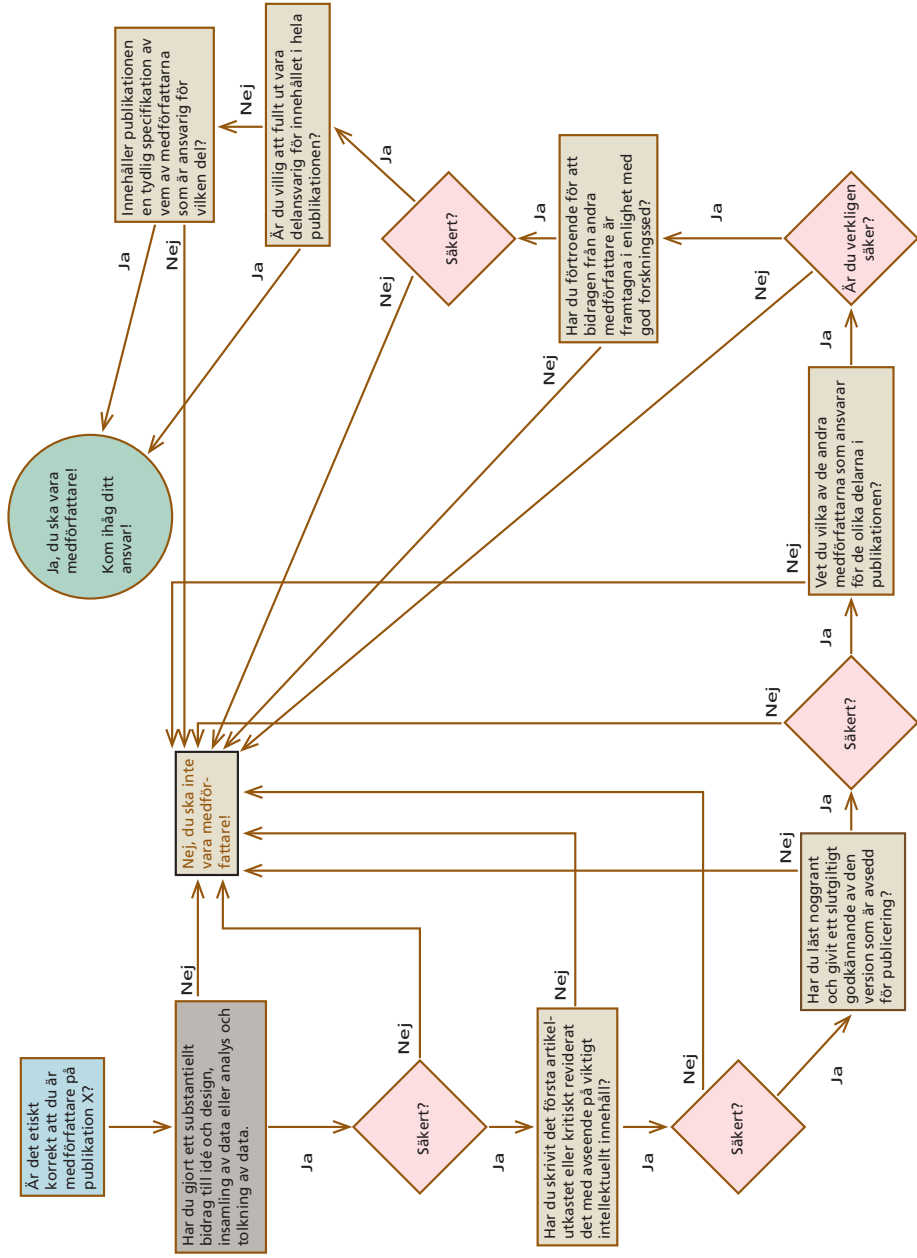 Är det etiskt
korrekt att du är
medförfattare på
publikation X?
Har du gjort ett substantiellt
bidrag till idé och design,
insamling av data eller analys och
tolkning av data.
Nej
Ja
Säkert?
Nej
Ja
Har du skrivit det första artikel-
utkastet eller kritiskt reviderat
det med avseende på viktigt
intellektuellt innehåll?
Nej
Ja
Säkert?
Nej
Ja
Har du läst noggrant
och givit ett slutgiltigt
godkännande av den
version som är avsedd
för publicering?
Nej
Ja
Säkert?
Nej
Ja
Vet du vilka av de andra
medförfattarna som ansvarar
för de olika delarna i
publikationen?
Nej
Ja
Är du verkligen
säker?
Nej
Ja
Har du förtroende för att
bidragen från andra
medförfattare är
framtagna i enlighet med
god forskningssed?
Nej
Ja
Säkert?
Nej
Ja
Är du villig att fullt ut vara
delansvarig för innehållet i hela
publikationen?
Ja
Nej
Innehåller publikationen
en tydlig specifikation av
vem av medförfattarna
som är ansvarig för
vilken del?
Ja
Nej
Nej, du ska inte
vara medför-
fattare!
Ja, du ska vara
medförfattare!
Kom ihåg ditt
ansvar!